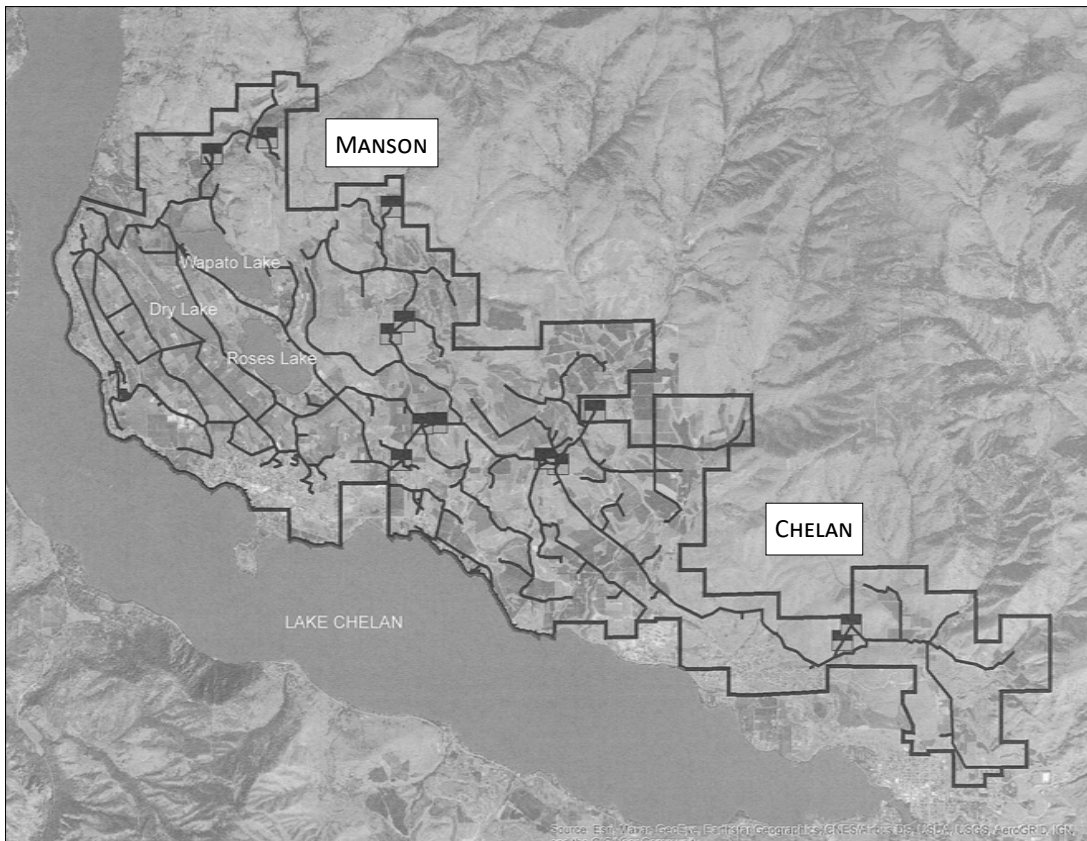 MANSON
Wapato Lake
Dry Lake
Roses Lake
CHELAN
LAKE CHELAN
Source: Esri, Maxar, GeoEye, Earthstar Geographics, CNES/Airbus DS, USDA, USGS, AeroGRID, IGN,